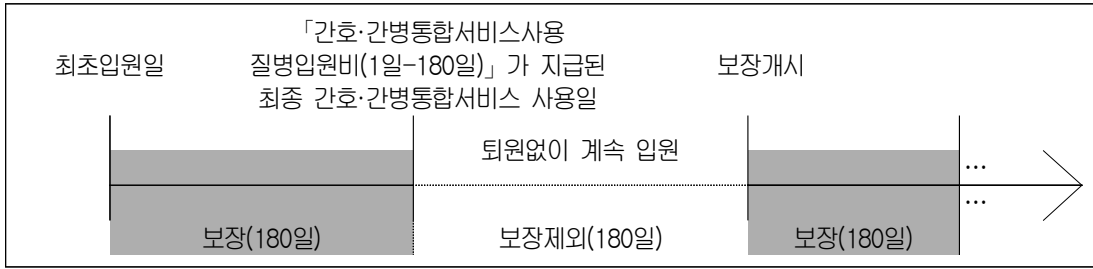 「간호·간병통합서비스사용
최초입원일 질병입원비(1일-180일)」가 지급된 보장개시
최종 간호·간병통합서비스 사용일
퇴원없이 계속 입원
...
...
보장(180일) 보장제외(180일) 보장(180일)